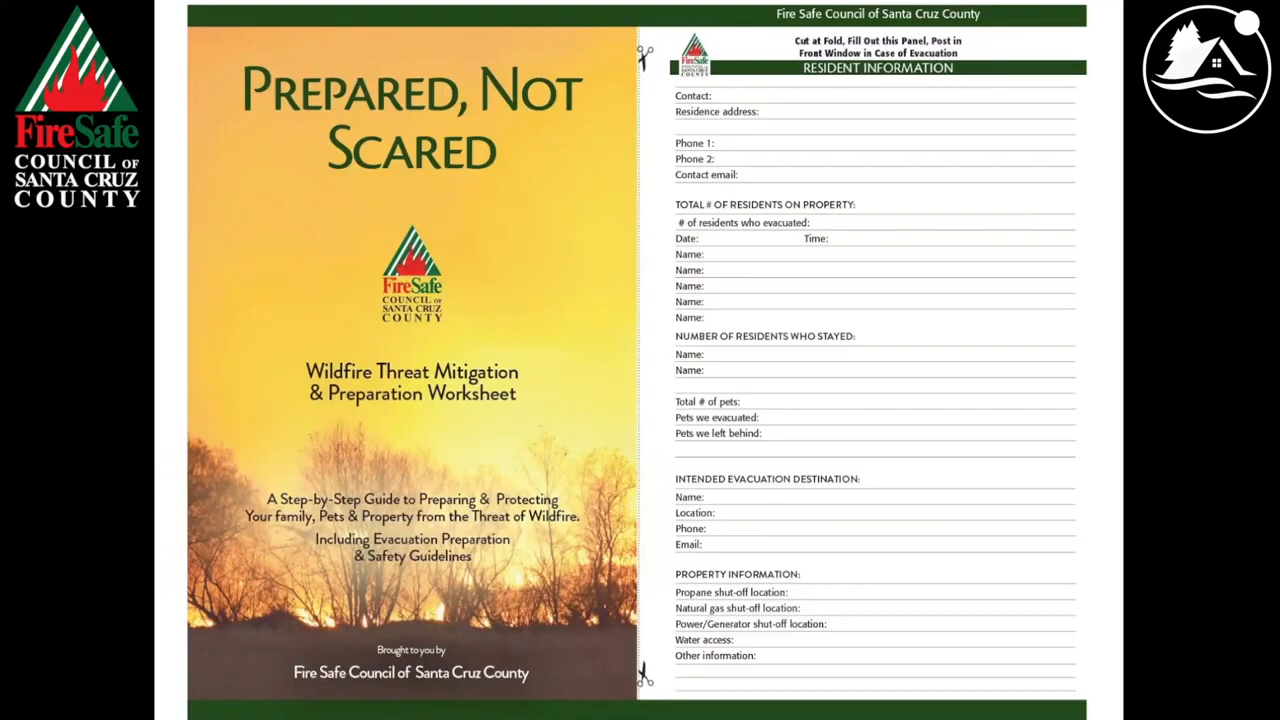 FireSafe
COUNCIL OF
SANTA CRUZ
COUNTY
PREPARED, NOT
SCARED
FireSafe
COUNCIL OF
SANTA CRUZ
COUNTY
Wildfire Threat Mitigation
& Preparation Worksheet
A Step-by-Step Guide to Preparing & Protecting
Your family, Pets & Property from the Threat of Wildfire.
Including Evacuation Preparation
& Safety Guidelines
Brought to you by
Fire Safe Council of Santa Cruz County
Fire Safe Council of Santa Cruz County
FireSafe
COUNCIL OF
SANTA CRUZ
COUNTY
Cut at Fold, Fill Out this Panel, Post in
Front Window in Case of Evacuation
RESIDENT INFORMATION
Contact:
Residence address:
Phone 1:
Phone 2:
Contact email:
TOTAL # OF RESIDENTS ON PROPERTY:
# of residents who evacuated:
Date: Time:
Name:
Name:
Name:
Name:
Name:
NUMBER OF RESIDENTS WHO STAYED:
Name:
Name:
Total # of pets:
Pets we evacuated:
Pets we left behind:
INTENDED EVACUATION DESTINATION:
Name:
Location:
Phone:
Email:
PROPERTY INFORMATION:
Propane shut-off location:
Natural gas shut-off location:
Power/Generator shut-off location:
Water access:
Other information: